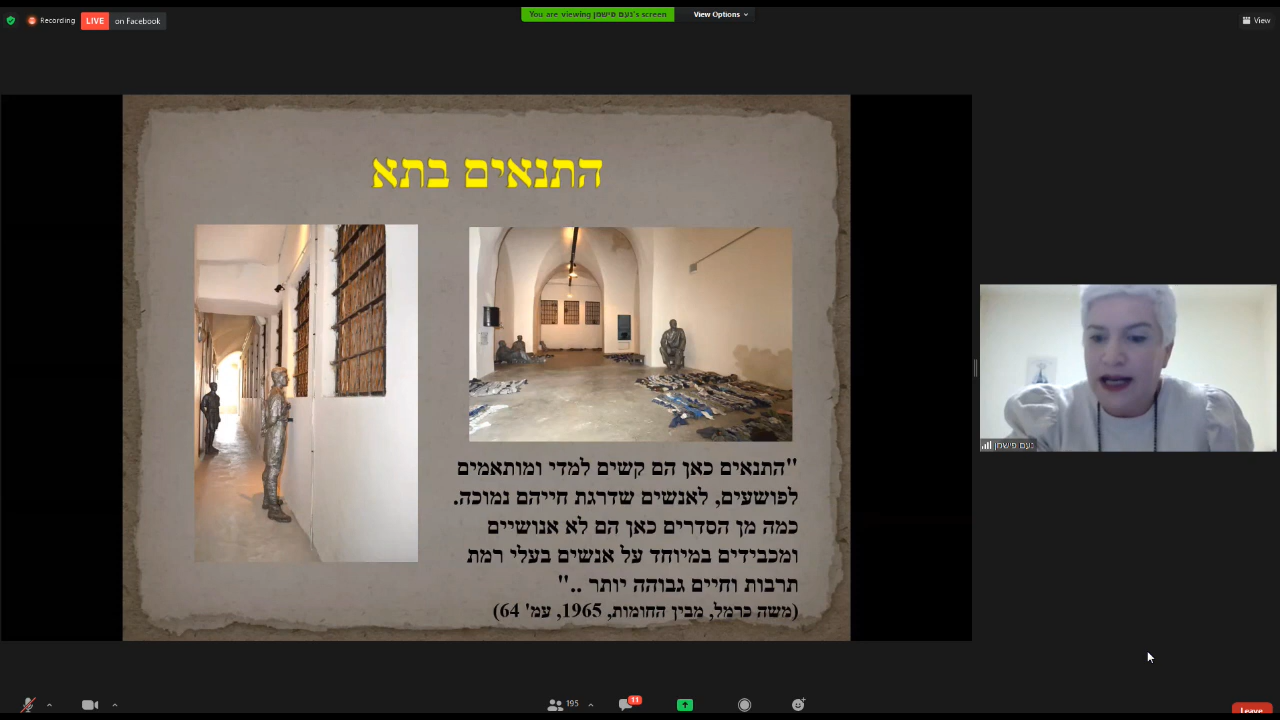 Recording
LIVE
on Facebook
You are viewing נעם פישמן's screen
View Options
View
התנאים בתא
"התנאים כאן הם קשים למדי ומותאמים
לפושעים, לאנשים שדרגת חייהם נמוכה.
כמה מן הסדרים כאן הם לא אנושיים
ומכבידים במיוחד על אנשים בעלי רמת
תרבות וחיים גבוהה יותר .."
(משה כרמל, מבין החומות, 1965, עמ' 64)
נעם פישמן
195
11
Leave